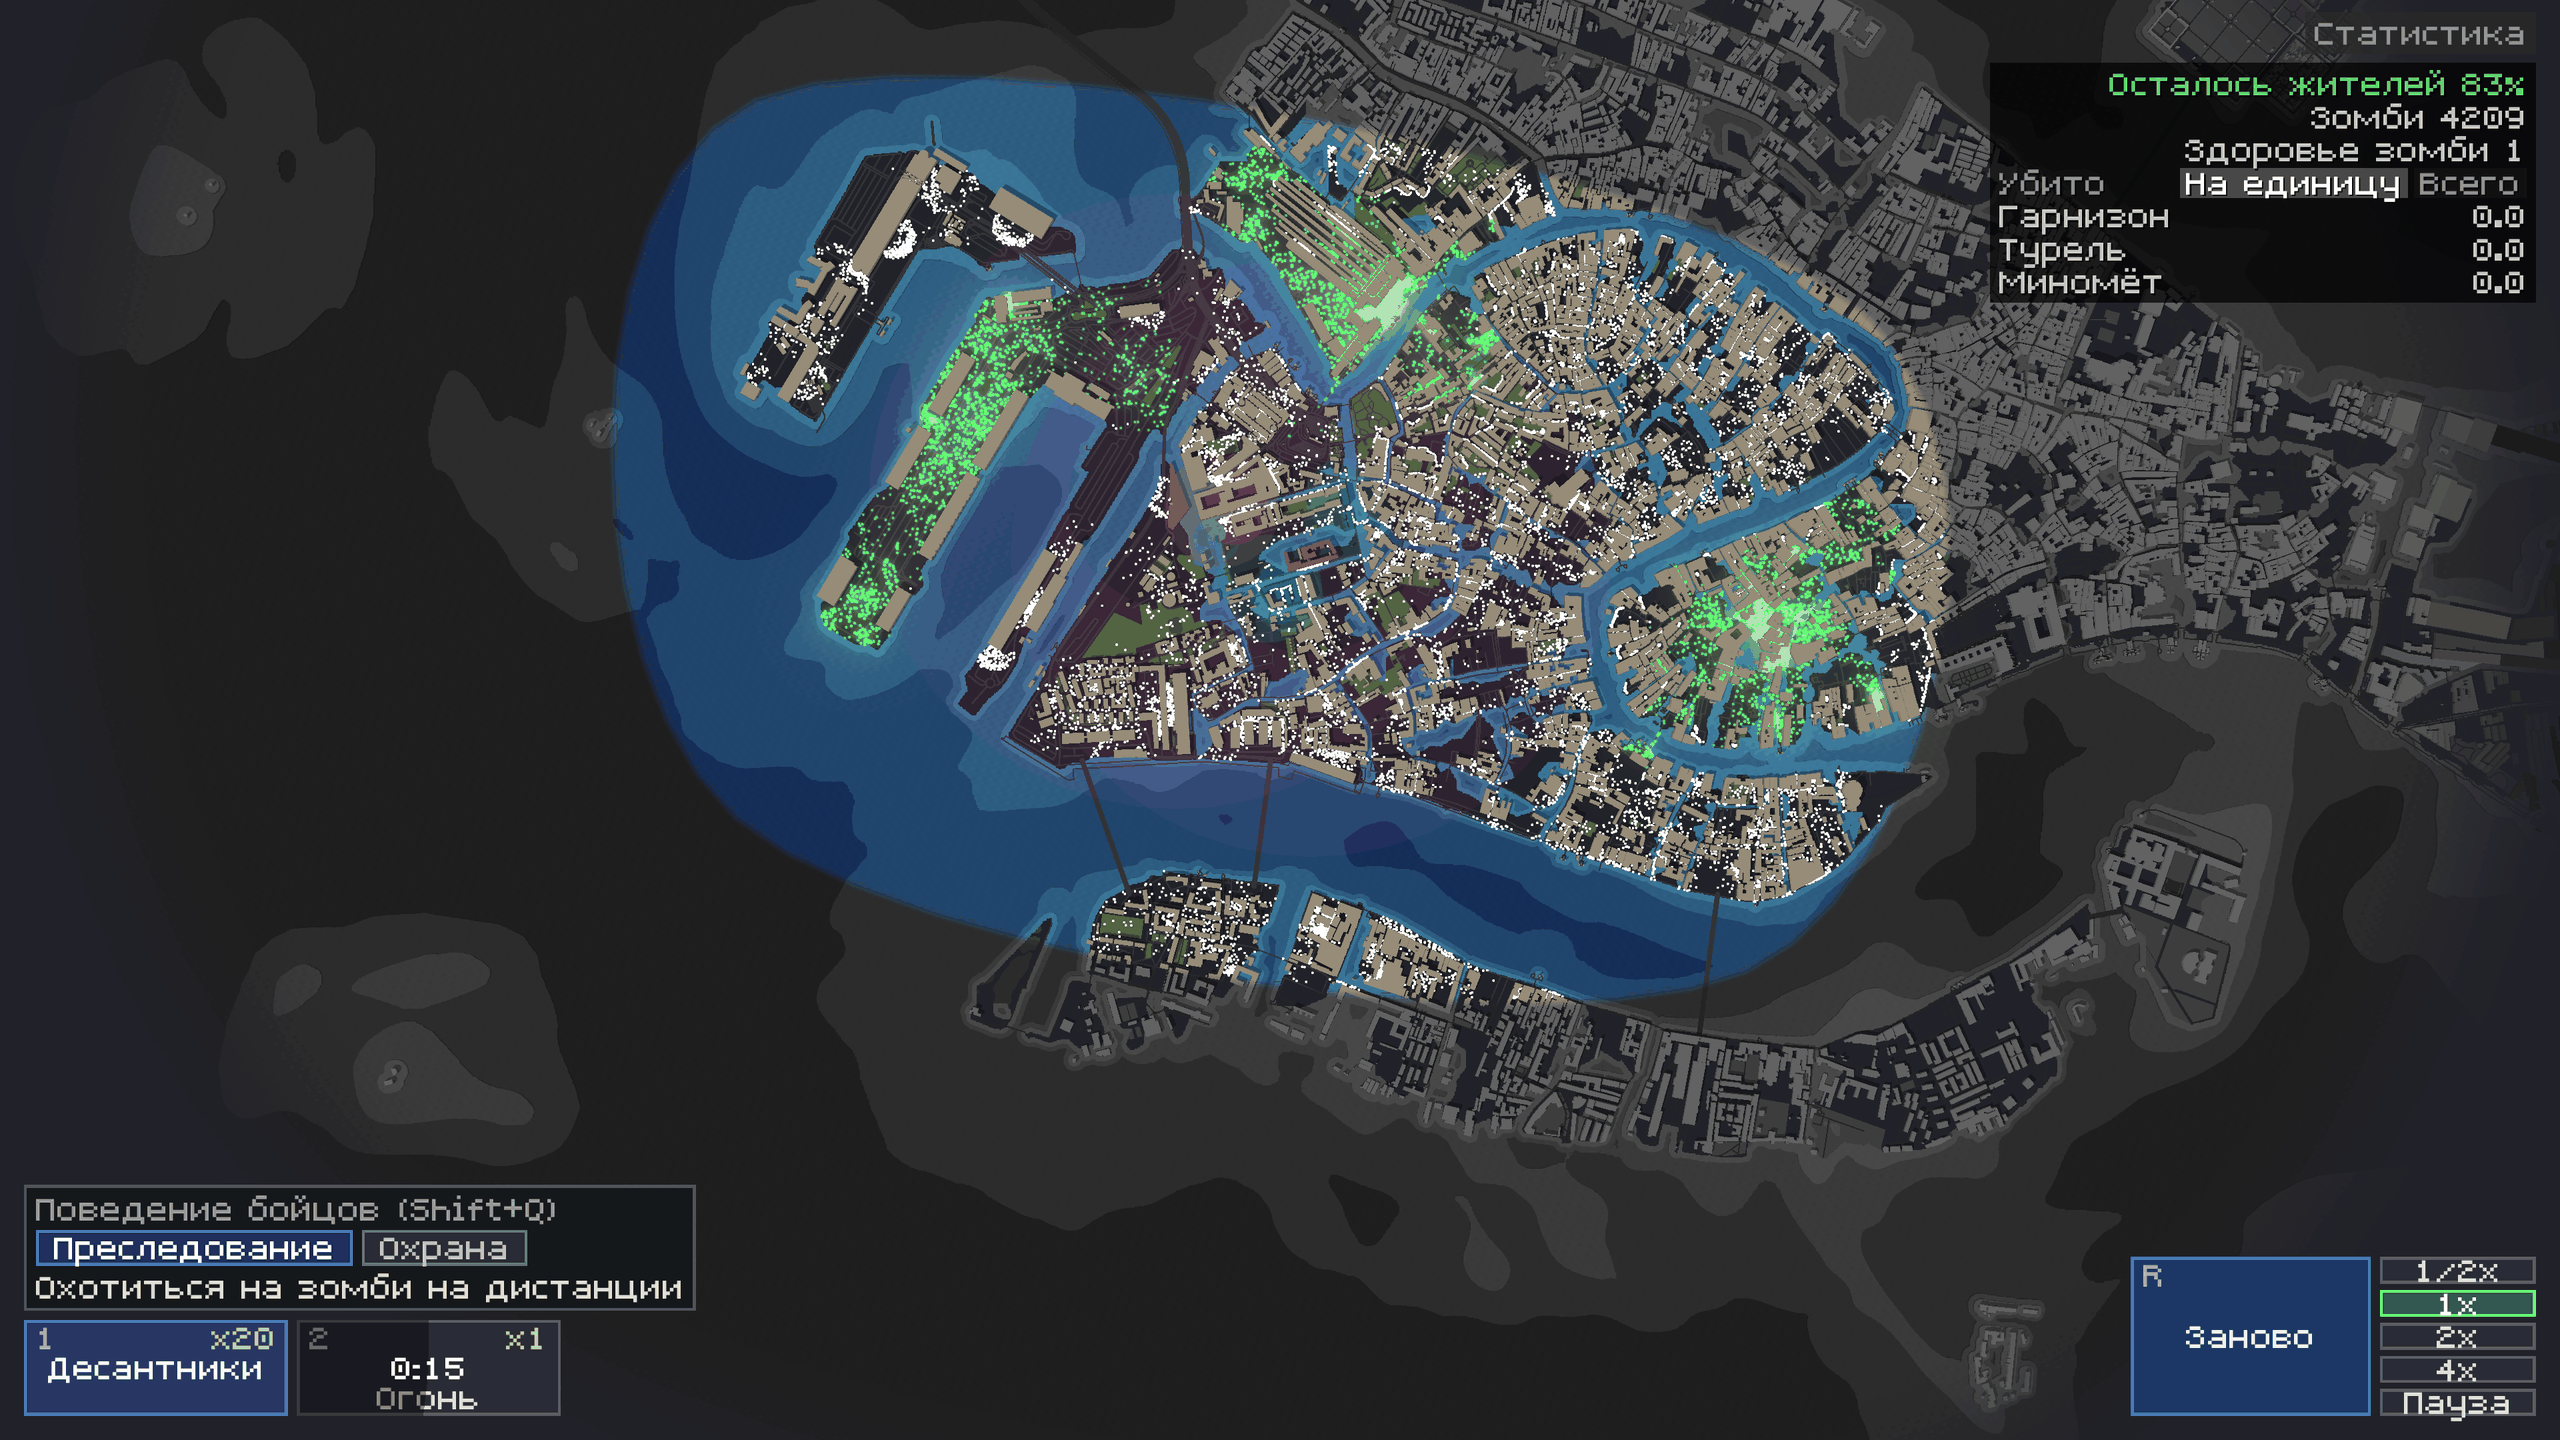 Статистика
Осталось жителей 83%
Зомби 4209
Здоровье зомби 1
Убито На единицу Всего
Гарнизон 0.0
Турель 0.0
Миномёт 0.0
Поведение бойцов (Shift+Q)
Преследование Охрана
Охотиться на зомби на дистанции
1 x20
Десантники
2 x1
0:15
Огонь
R
Заново
1/2x
1x
2x
4x
Пауза